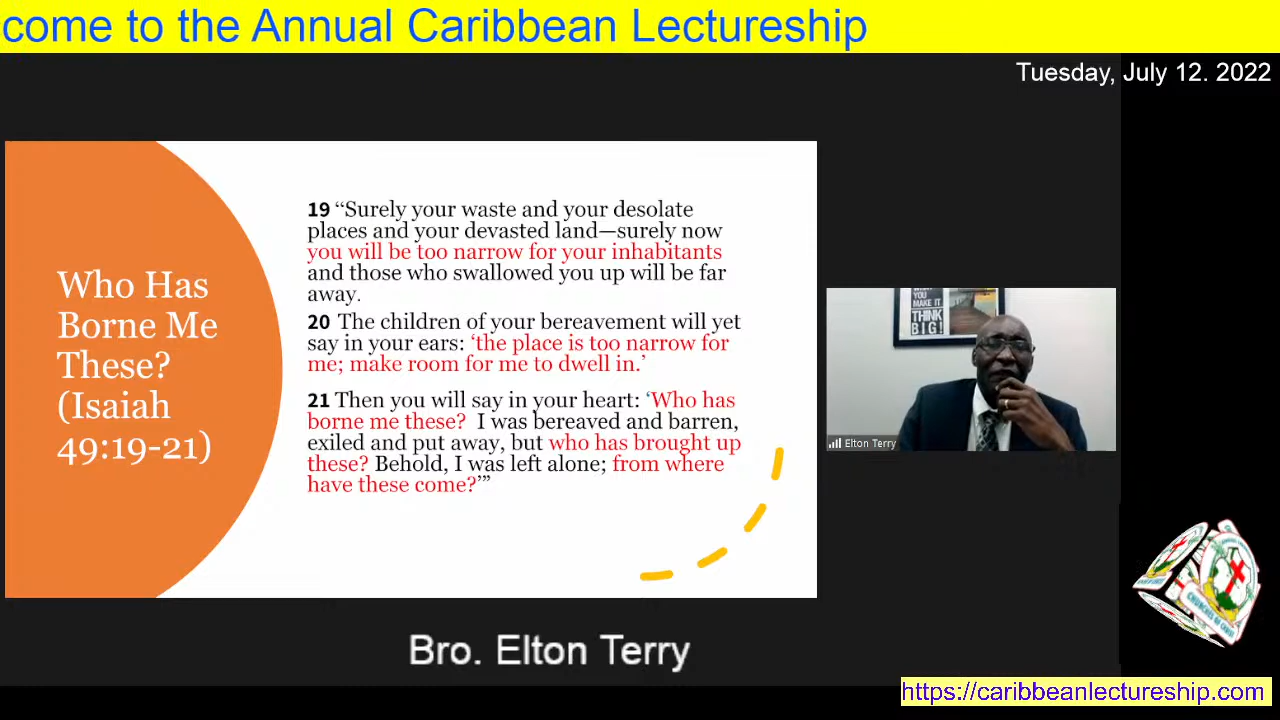 come to the Annual Caribbean Lectureship
Tuesday, July 12. 2022
Who Has
Borne Me
These?
(Isaiah
49:19-21)
19 “Surely your waste and your desolate
places and your devasted land—surely now
you will be too narrow for your inhabitants
and those who swallowed you up will be far
away.
20 The children of your bereavement will yet
say in your ears: ‘the place is too narrow for
me; make room for me to dwell in.’
21 Then you will say in your heart: ‘Who has
borne me these? I was bereaved and barren,
exiled and put away, but who has brought up
these? Behold, I was left alone; from where
have these come?’”
YOU
MAKE IT
THINK
BIG!
Elton Terry
CHURCHES OF CHRIST
Bro. Elton Terry
https://caribbeanlectureship.com